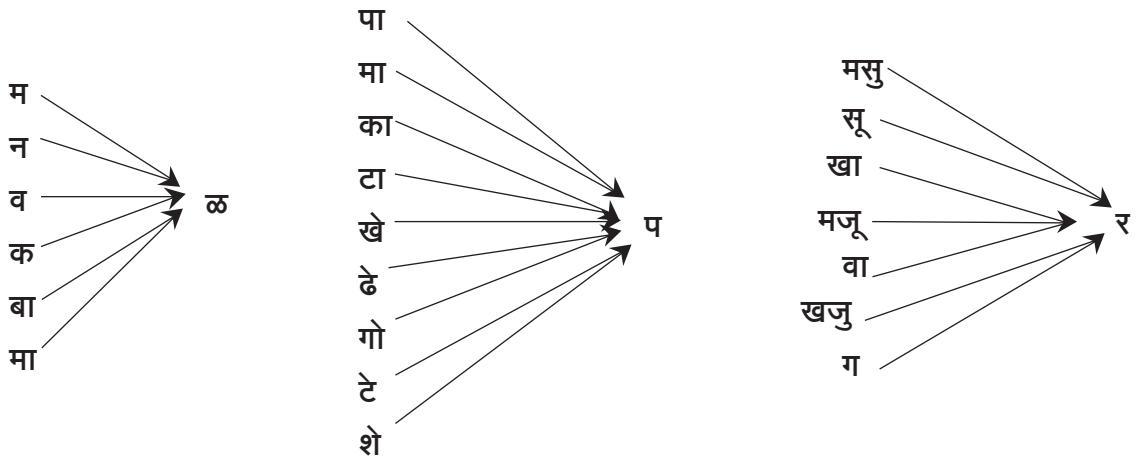 म
न
व
क
बा
मा
ळ
पा
मा
का
टा
खे
ढे
गो
टे
शे
प
मसु
सू
खा
मजू
वा
खजु
ग
र